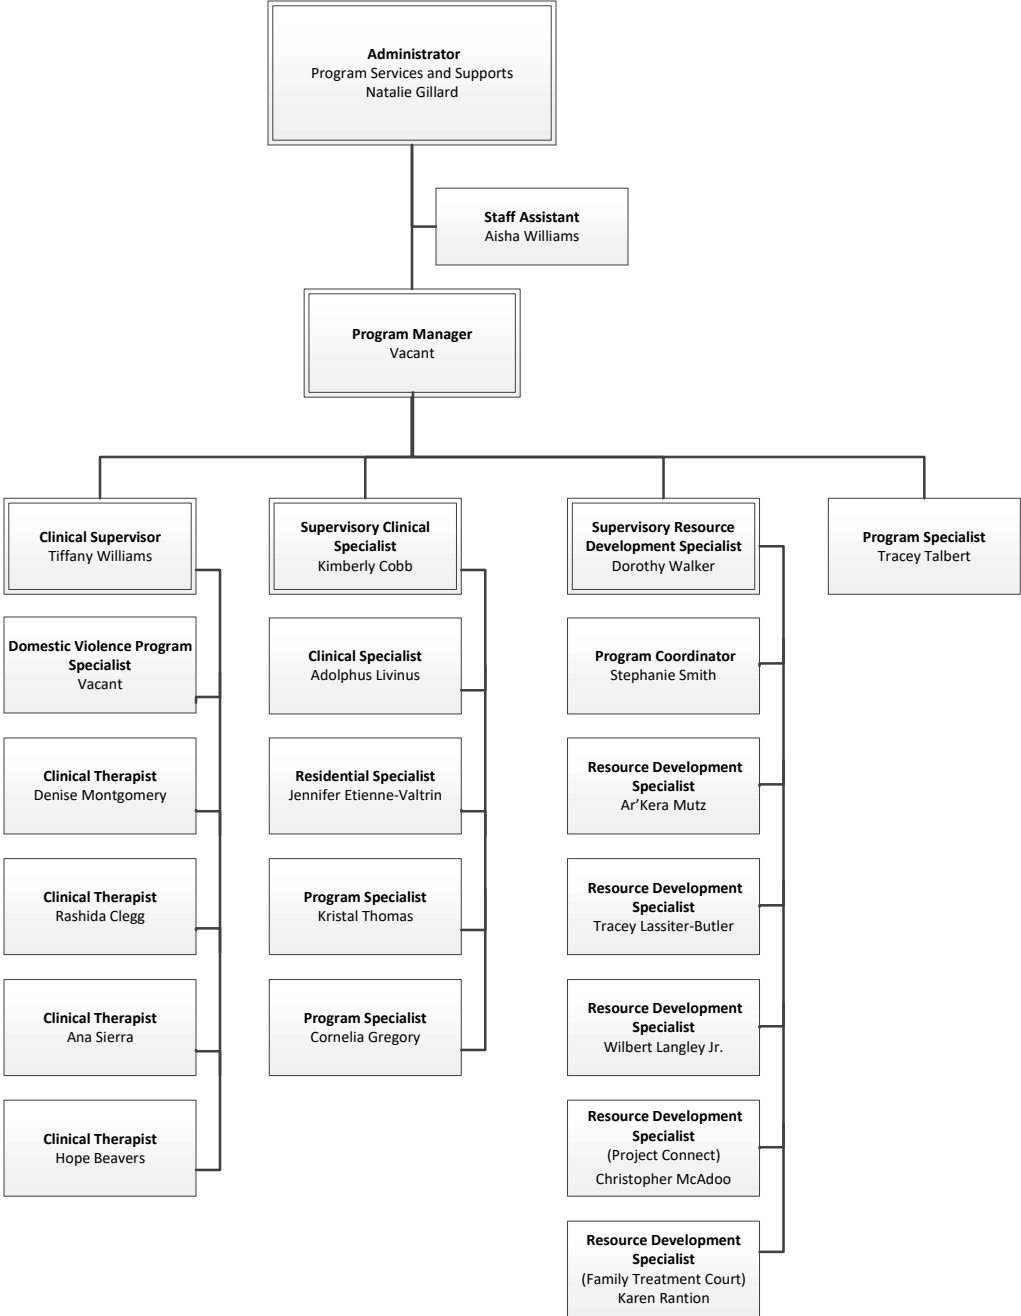 Administrator
Program Services and Supports
Natalie Gillard
Staff Assistant
Aisha Williams
Program Manager
Vacant
Clinical Supervisor
Tiffany Williams
Domestic Violence Program
Specialist
Vacant
Clinical Therapist
Denise Montgomery
Clinical Therapist
Rashida Clegg
Clinical Therapist
Ana Sierra
Clinical Therapist
Hope Beavers
Supervisory Clinical
Specialist
Kimberly Cobb
Clinical Specialist
Adolphus Livinus
Residential Specialist
Jennifer Etienne-Valtrin
Program Specialist
Kristal Thomas
Program Specialist
Cornelia Gregory
Supervisory Resource
Development Specialist
Dorothy Walker
Program Coordinator
Stephanie Smith
Resource Development
Specialist
Ar’Kera Mutz
Resource Development
Specialist
Tracey Lassiter-Butler
Resource Development
Specialist
Wilbert Langley Jr.
Resource Development
Specialist
(Project Connect)
Christopher McAdoo
Resource Development
Specialist
(Family Treatment Court)
Karen Rantion
Program Specialist
Tracey Talbert